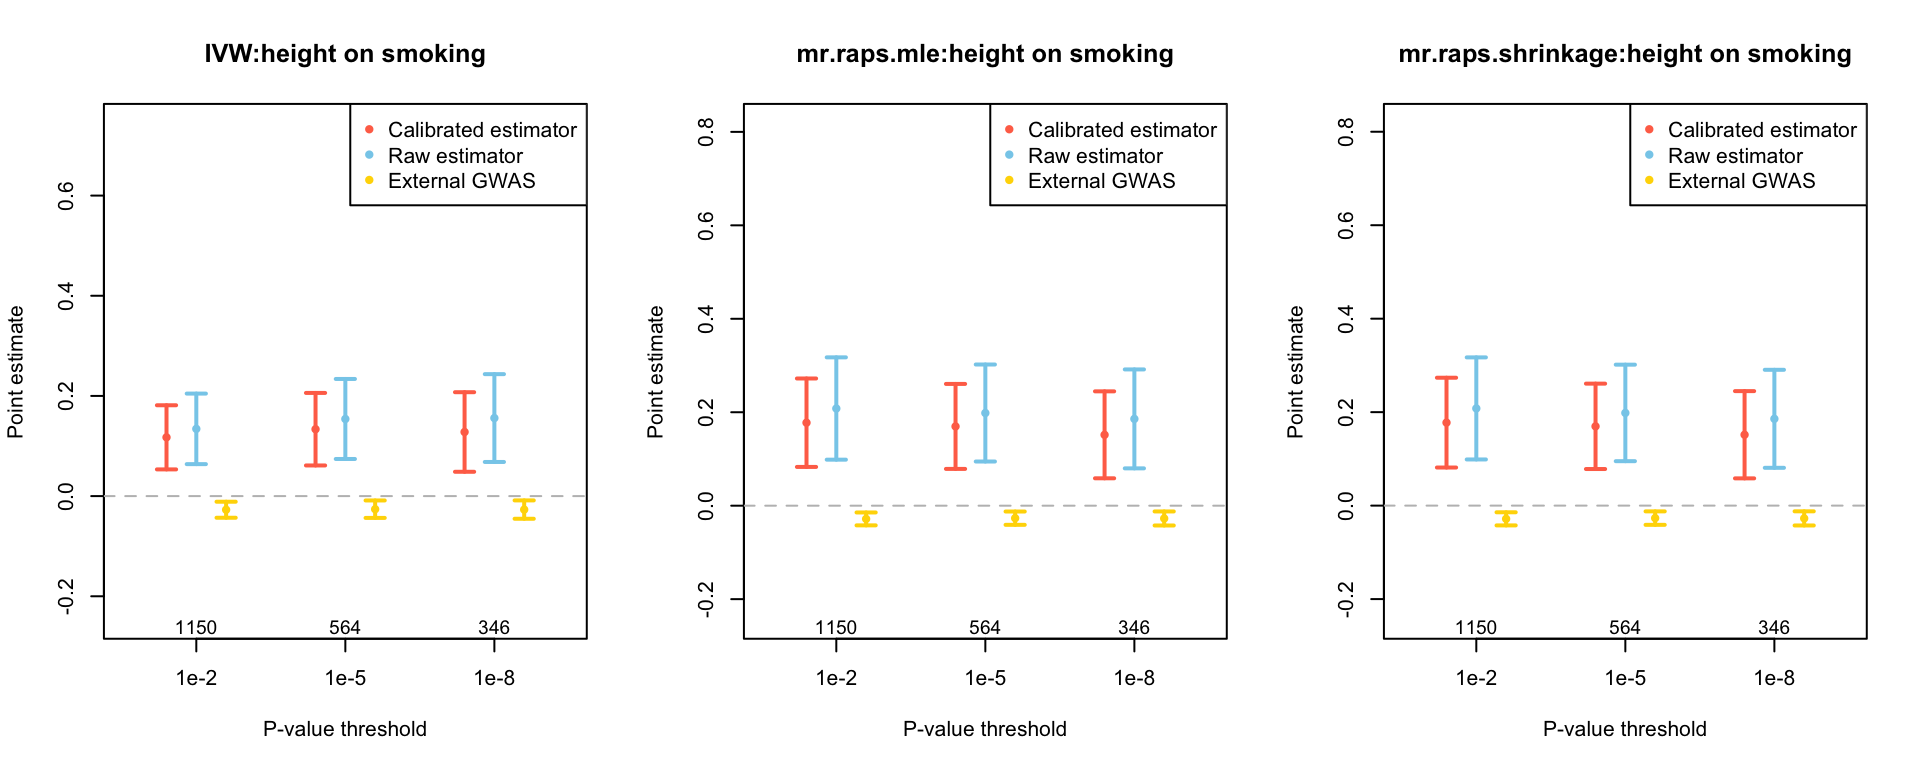 IVW:height on smoking
Calibrated estimator
Raw estimator
External GWAS
Point estimate
0.6
0.4
0.2
0.0
-0.2
1150 564 346
1e-2 1e-5 1e-8
P-value threshold
mr.raps.mle:height on smoking
Calibrated estimator
Raw estimator
External GWAS
Point estimate
0.8
0.6
0.4
0.2
0.0
-0.2
1150 564 346
1e-2 1e-5 1e-8
P-value threshold
mr.raps.shrinkage:height on smoking
Calibrated estimator
Raw estimator
External GWAS
Point estimate
0.8
0.6
0.4
0.2
0.0
-0.2
1150 564 346
1e-2 1e-5 1e-8
P-value threshold